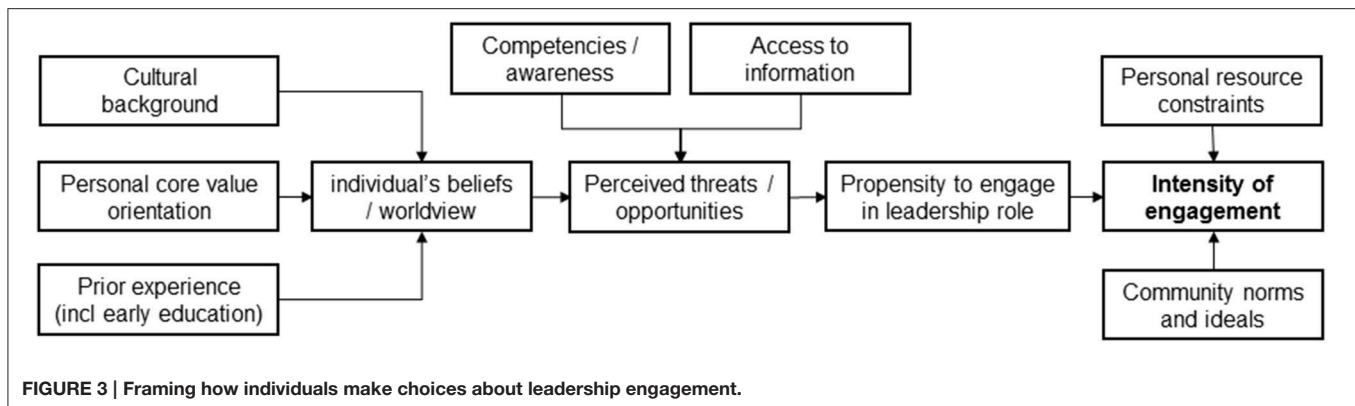 Competencies /
awareness
Access to
information
Cultural
background
Personal resource
constraints
Personal core value
orientation
individual's beliefs
/ worldview
Perceived threats /
opportunities
Propensity to engage
in leadership role
Intensity of
engagement
Prior experience
(incl early education)
Community norms
and ideals
FIGURE 3 | Framing how individuals make choices about leadership engagement.